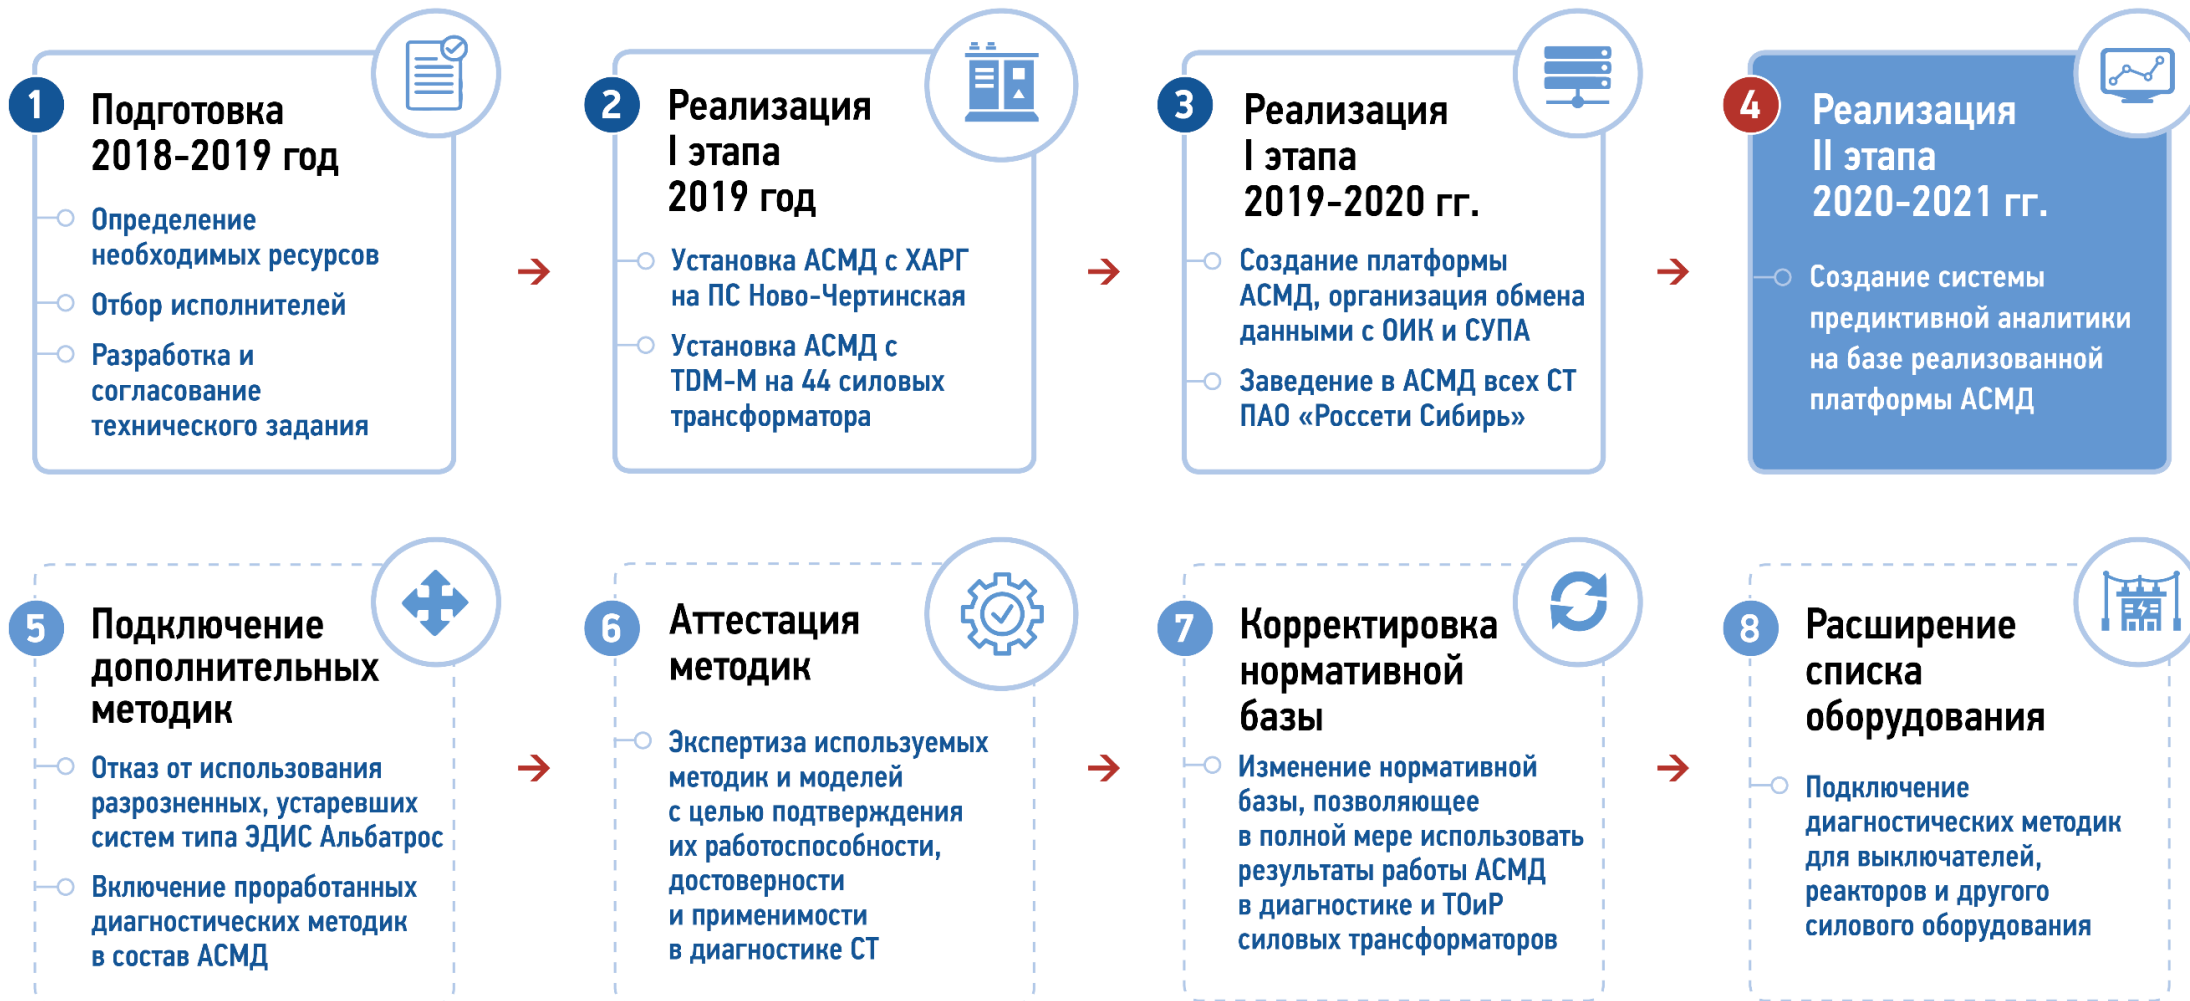 1
Подготовка
2018-2019 год
Определение
необходимых ресурсов
Отбор исполнителей
Разработка и
согласование
технического задания
2
Реализация
I этапа
2019 год
Установка АСМД с ХАРГ
на ПС Ново-Чертинская
Установка АСМД с
TDM-M на 44 силовых
трансформатора
3
Реализация
I этапа
2019-2020 гг.
Создание платформы
АСМД, организация обмена
данными с ОИК и СУПА
Заведение в АСМД всех СТ
ПАО «Россети Сибирь»
4
Реализация
II этапа
2020-2021 гг.
Создание системы
предиктивной аналитики
на базе реализованной
платформы АСМД
5
Подключение
дополнительных
методик
Отказ от использования
разрозненных, устаревших
систем типа ЭДИС Альбатрос
Включение проработанных
диагностических методик
в состав АСМД
6
Аттестация
методик
Экспертиза используемых
методик и моделей
с целью подтверждения
их работоспособности,
достоверности
и применимости
в диагностике СТ
7
Корректировка
нормативной
базы
Изменение нормативной
базы, позволяющее
в полной мере использовать
результаты работы АСМД
в диагностике и ТОиР
силовых трансформаторов
8
Расширение
списка
оборудования
Подключение
диагностических методик
для выключателей,
реакторов и другого
силового оборудования